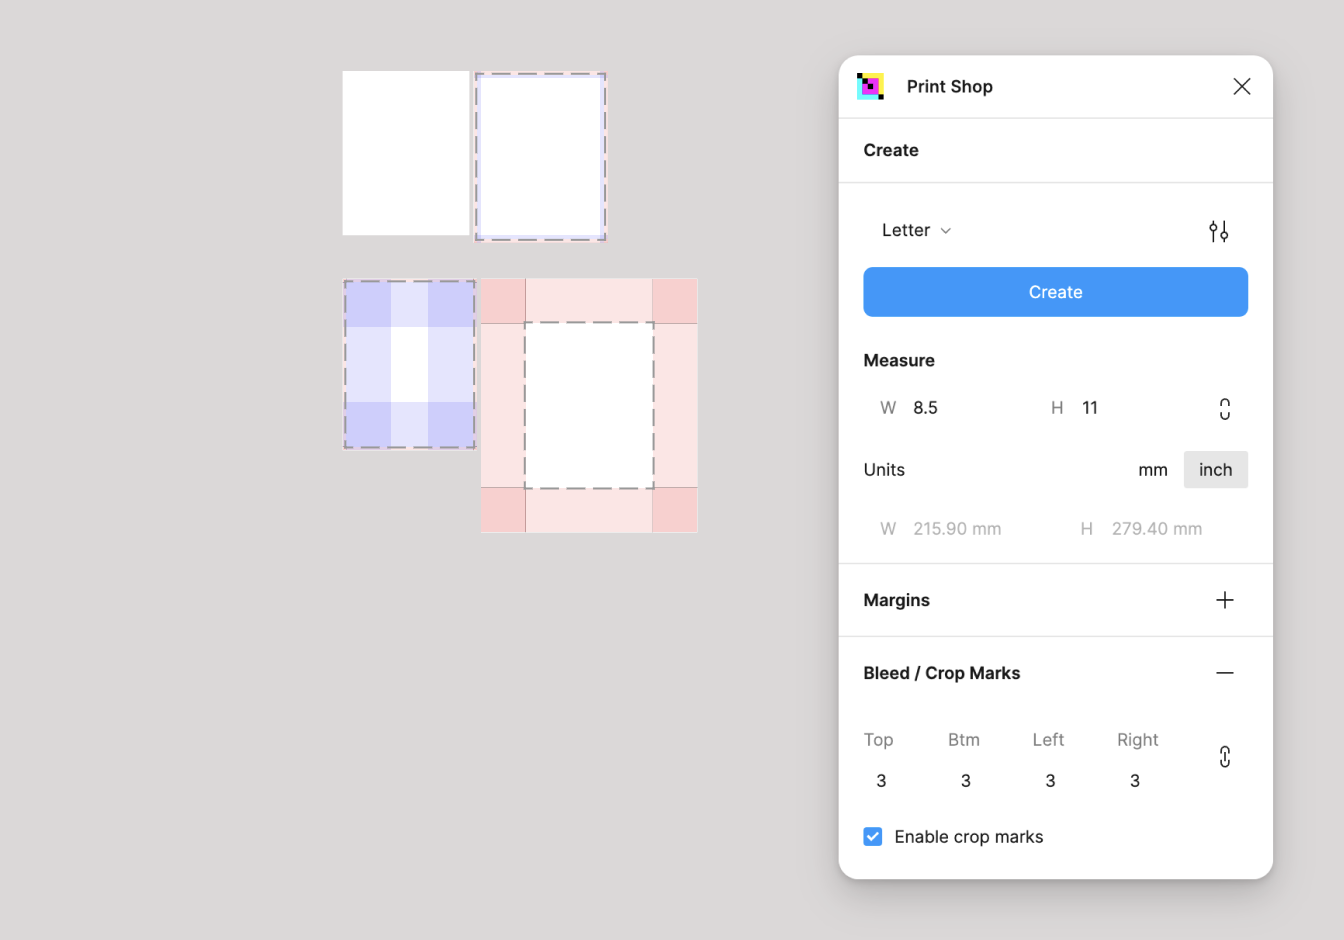 Print Shop
Create
Letter
Create
Measure
W 8.5 H 11
Units mm inch
W 215.90 mm H 279.40 mm
Margins
Bleed / Crop Marks
Top Btm Left Right
3 3 3 3
Enable crop marks